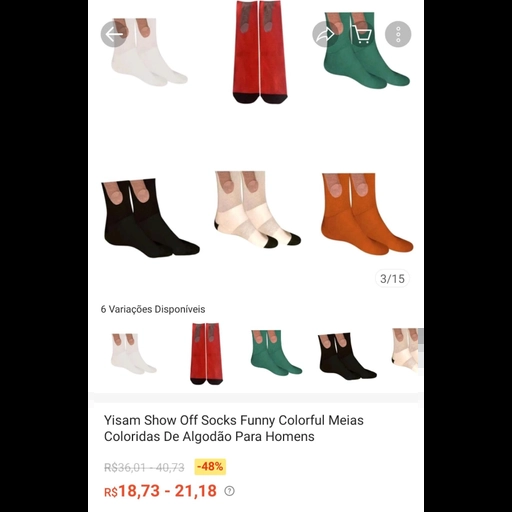 3/15
6 Variações Disponíveis
Yisam Show Off Socks Funny Colorful Meias
Coloridas De Algodão Para Homens
R$36,01 - 40,73 -48%
R$18,73 - 21,18 ?